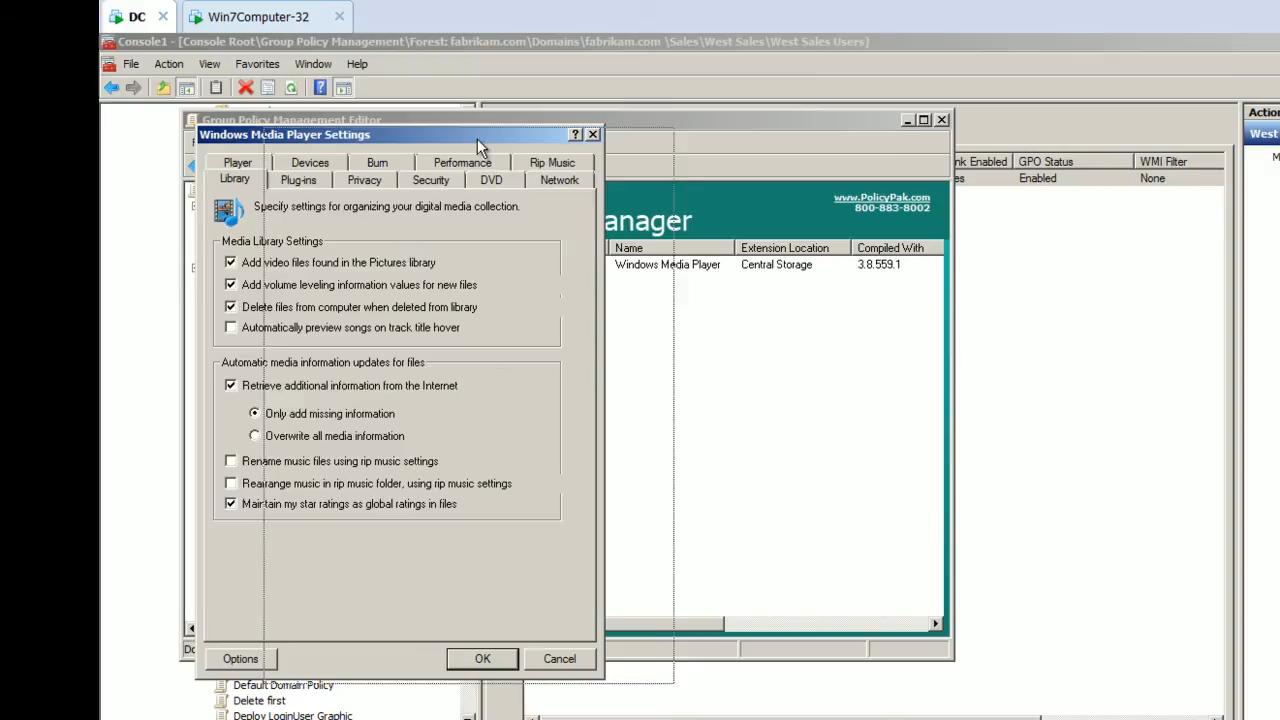 DC
Win7Computer-32
Console1 - [Console Root\Group Policy Management\Forest: fabrikam.com\Domains\fabrikam.com \Sales\West Sales\West Sales Users]
File Action View Favorites Window Help
Group Policy Management Editor
Windows Media Player Settings
Player Devices Burn Performance Rip Music
Library Plug-ins Privacy Security DVD Network
Specify settings for organizing your digital media collection.
Media Library Settings
Add video files found in the Pictures library
Add volume leveling information values for new files
Delete files from computer when deleted from library
Automatically preview songs on track title hover
Automatic media information updates for files
Retrieve additional information from the Internet
Only add missing information
Overwrite all media information
Rename music files using rip music settings
Rearrange music in rip music folder, using rip music settings
Maintain my star ratings as global ratings in files
Options OK Cancel
www.PolicyPak.com
800-883-8002
anager
Name Extension Location Compiled With
Windows Media Player Central Storage 3.8.559.1
nk Enabled GPO Status WMI Filter
es Enabled None
Action
West
Default Domain Policy
Delete first
Deploy LoginUser Graphic